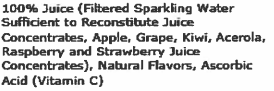 100% Juice (Filtered Sparkling Water
Sufficient to Reconstitute Juice
Concentrates, Apple, Grape, Kiwi, Acerola,
Raspberry and Strawberry Juice
Concentrates), Natural Flavors, Ascorbic
Acid (Vitamin C)